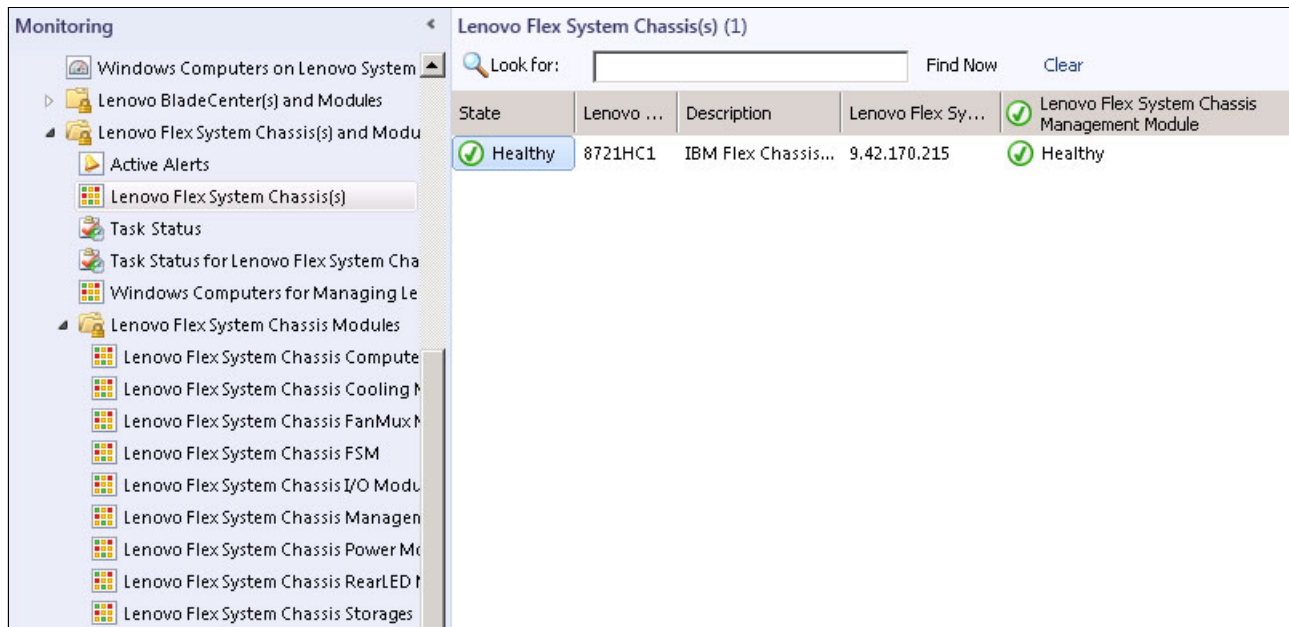 Monitoring
Windows Computers on Lenovo System
Lenovo BladeCenter(s) and Modules
Lenovo Flex System Chassis(s) and Modu
Active Alerts
Lenovo Flex System Chassis(s)
Task Status
Task Status for Lenovo Flex System Cha
Windows Computers for Managing Le
Lenovo Flex System Chassis Modules
Lenovo Flex System Chassis Compute
Lenovo Flex System Chassis Cooling M
Lenovo Flex System Chassis FanMux M
Lenovo Flex System Chassis FSM
Lenovo Flex System Chassis I/O Modu
Lenovo Flex System Chassis Managem
Lenovo Flex System Chassis Power Mo
Lenovo Flex System Chassis RearLED M
Lenovo Flex System Chassis Storages
Lenovo Flex System Chassis(s) (1)
Look for: Find Now Clear
State Lenovo ... Description Lenovo Flex Sy... Lenovo Flex System Chassis
Management Module
Healthy 8721HC1 IBM Flex Chassis... 9.42.170.215 Healthy